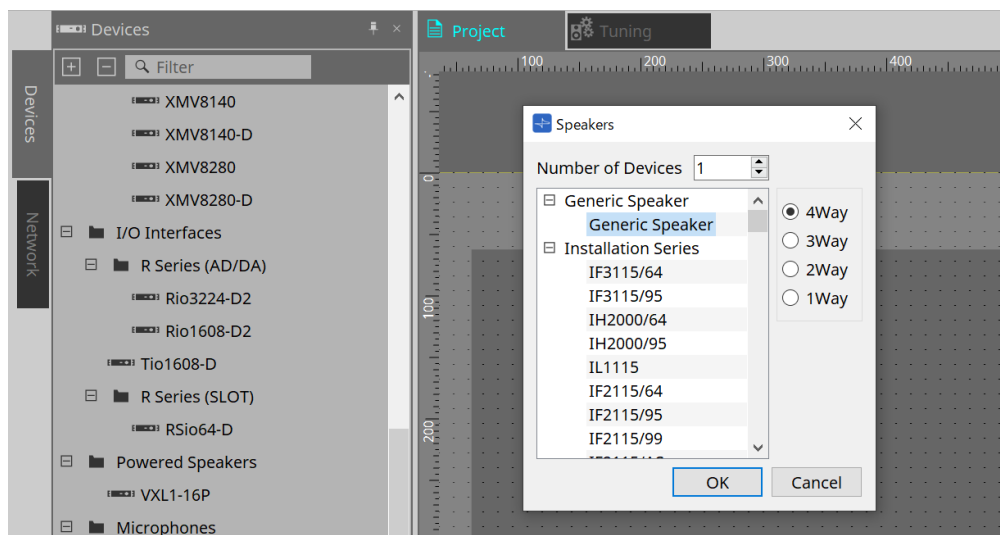 Devices
Filter
XMV8140
XMV8140-D
XMV8280
XMV8280-D
I/O Interfaces
R Series (AD/DA)
Rio3224-D2
Rio1608-D2
Tio1608-D
R Series (SLOT)
RSio64-D
Powered Speakers
VXL1-16P
Microphones
Devices
Network
Project
Tuning
100
200
300
400
0
100
200
Speakers
Number of Devices 1
Generic Speaker
Generic Speaker
Installation Series
IF3115/64
IF3115/95
IH2000/64
IH2000/95
IL1115
IF2115/64
IF2115/95
IF2115/99
4Way
3Way
2Way
1Way
OK
Cancel